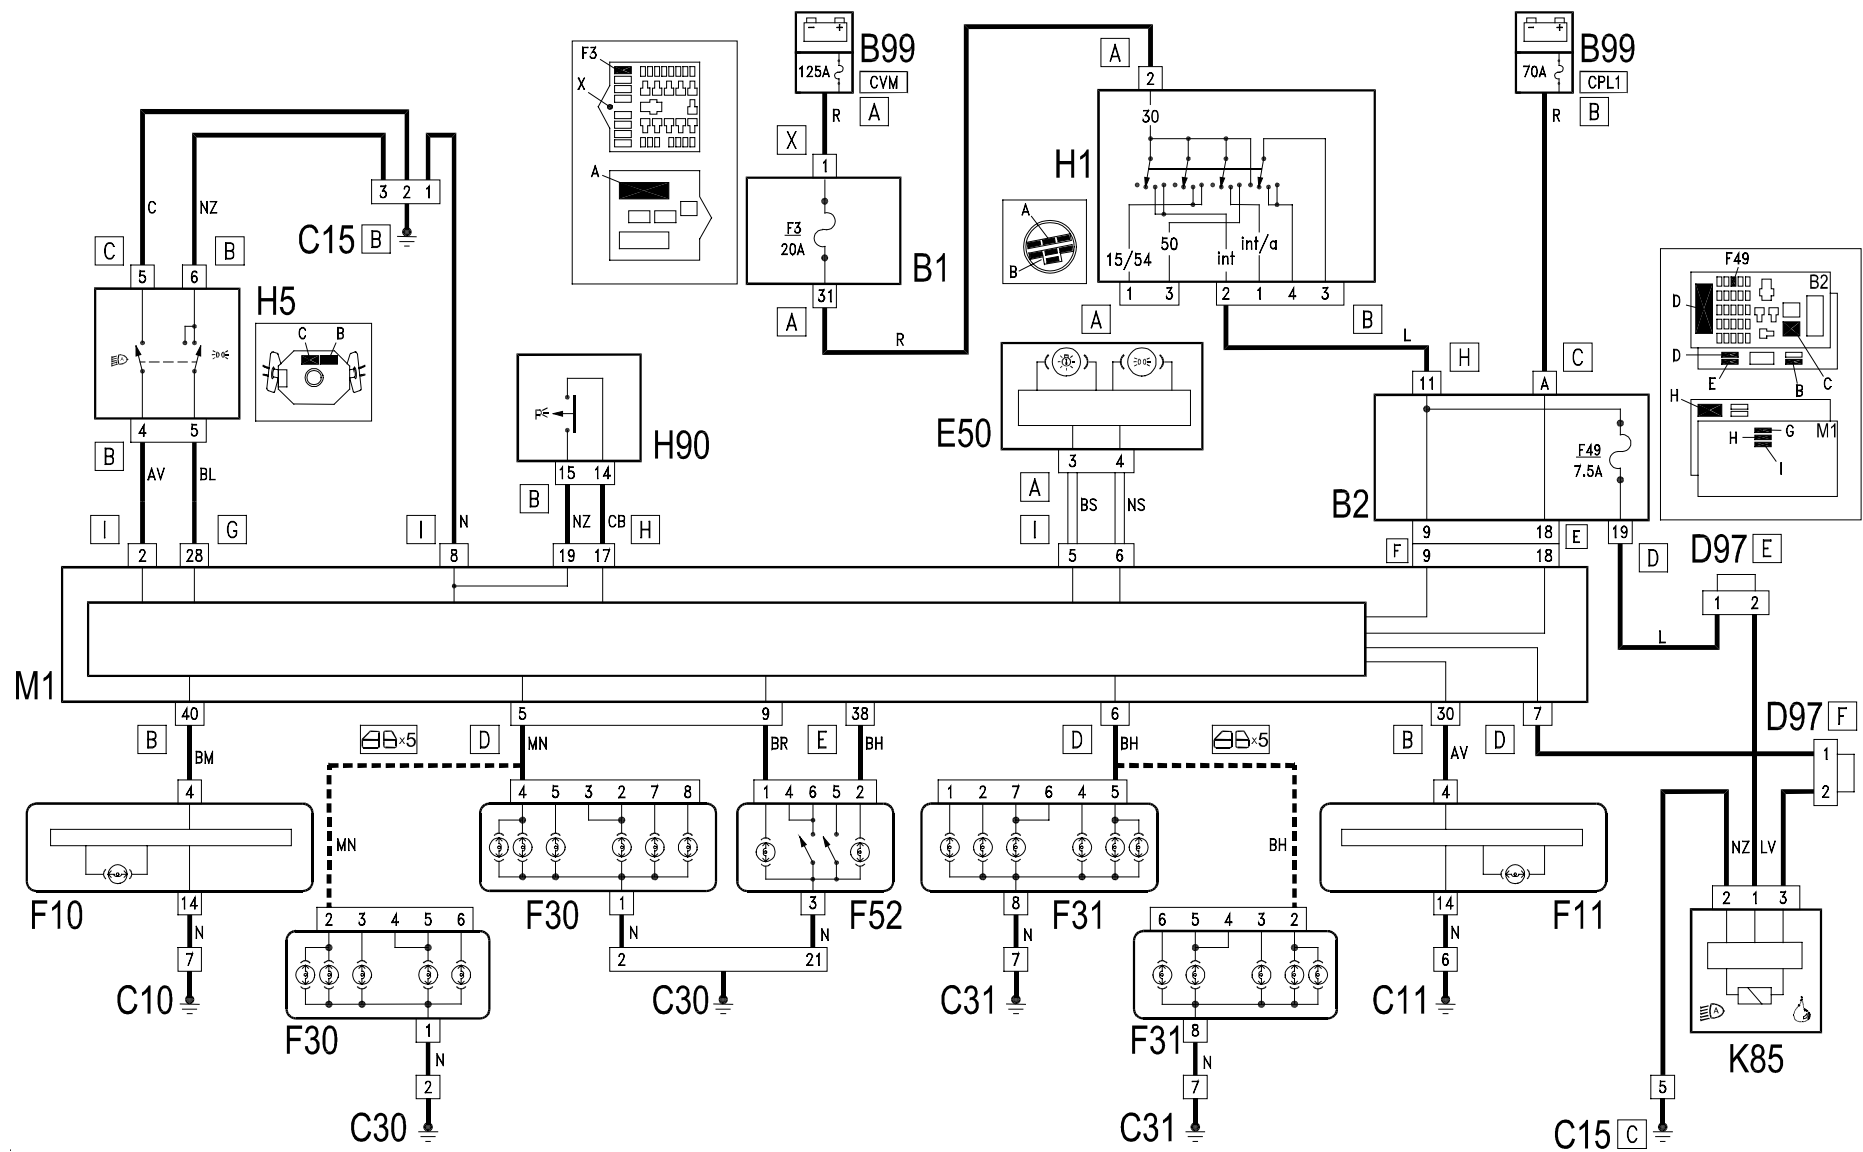 B99
125A
CVM
R
A
X
1
F3
20A
B1
31
A
R
F3
X
A
A
2
30
H1
15/54
50
int
int/a
1
3
2
1
4
3
A
B
L
A
B
B99
70A
CPL1
R
B
H
11
C
A
F49
7.5A
B2
9
18
E
19
F
9
18
D
F49
B2
D
D
E
B
C
H
M1
G
H
I
D97 E
1
2
L
C
NZ
3
2
1
C15 B
C
B
5
6
H5
C
B
4
5
B
AV
BL
I
G
2
28
I
N
8
P
H90
15
14
B
NZ
CB
H
19
17
E50
3
4
A
BS
NS
I
5
6
M1
40
5
9
38
6
30
7
B
BM
x5
D
MN
BR
E
BH
D
BH
x5
B
AV
D
D97 F
1
2
4
F10
14
N
7
C10
MN
4
5
3
2
7
8
F30
1
N
1
4
6
5
2
F52
3
N
2
21
C30
2
3
4
5
6
F30
1
N
2
C30
1
2
7
6
4
5
F31
8
N
7
C31
BH
6
5
4
3
2
F31
8
N
7
C31
4
F11
14
N
6
C11
NZ
LV
2
1
3
A
K85
5
C15 C